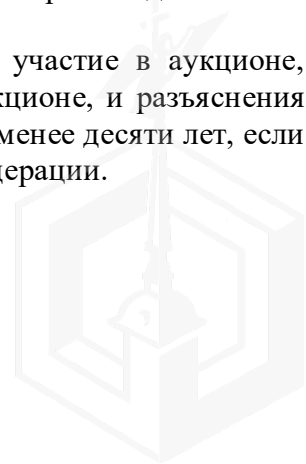 участие в аукционе,
кционе, и разъяснения
менее десяти лет, если
дерации.